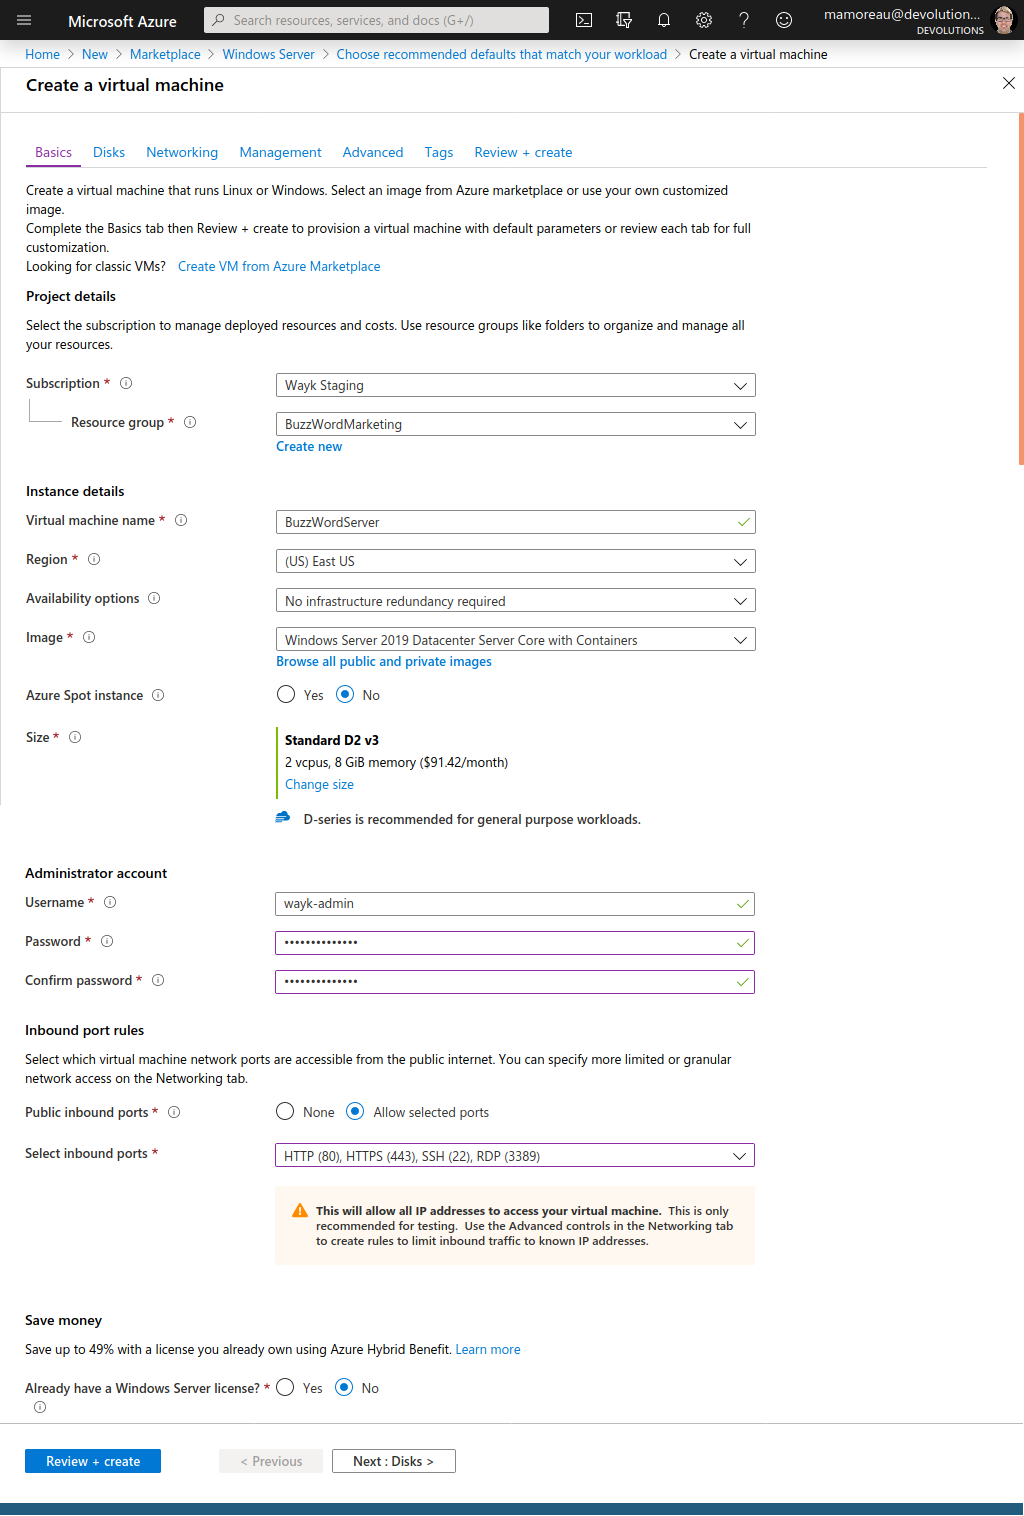 Microsoft Azure
Search resources, services, and docs (G+/)
mamoreau@devolution...
DEVOLUTIONS
Home > New > Marketplace > Windows Server > Choose recommended defaults that match your workload > Create a virtual machine
Create a virtual machine
Basics Disks Networking Management Advanced Tags Review + create
Create a virtual machine that runs Linux or Windows. Select an image from Azure marketplace or use your own customized
image.
Complete the Basics tab then Review + create to provision a virtual machine with default parameters or review each tab for full
customization.
Looking for classic VMs? Create VM from Azure Marketplace
Project details
Select the subscription to manage deployed resources and costs. Use resource groups like folders to organize and manage all
your resources.
Subscription * Wayk Staging
Resource group * BuzzWordMarketing
Create new
Instance details
Virtual machine name * BuzzWordServer
Region * (US) East US
Availability options No infrastructure redundancy required
Image * Windows Server 2019 Datacenter Server Core with Containers
Browse all public and private images
Azure Spot instance Yes No
Size * Standard D2 v3
2 vcpus, 8 GiB memory ($91.42/month)
Change size
D-series is recommended for general purpose workloads.
Administrator account
Username * wayk-admin
Password * ••••••••••••••
Confirm password * ••••••••••••••
Inbound port rules
Select which virtual machine network ports are accessible from the public internet. You can specify more limited or granular
network access on the Networking tab.
Public inbound ports * None Allow selected ports
Select inbound ports * HTTP (80), HTTPS (443), SSH (22), RDP (3389)
This will allow all IP addresses to access your virtual machine. This is only
recommended for testing. Use the Advanced controls in the Networking tab
to create rules to limit inbound traffic to known IP addresses.
Save money
Save up to 49% with a license you already own using Azure Hybrid Benefit. Learn more
Already have a Windows Server license? * Yes No
Review + create < Previous Next : Disks >